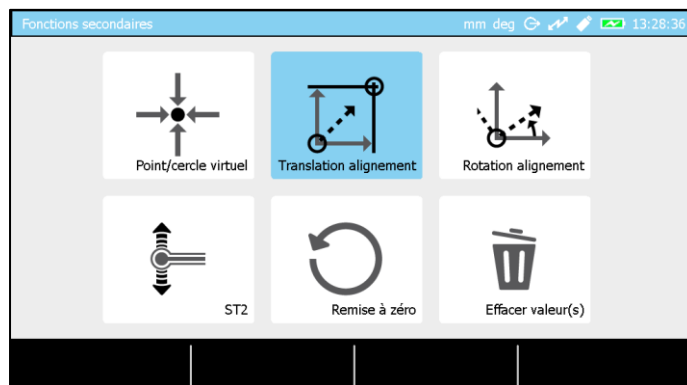 Fonctions secondaires mm deg 13:28:36
Point/cercle virtuel Translation alignement Rotation alignement
ST2 Remise à zéro Effacer valeur(s)